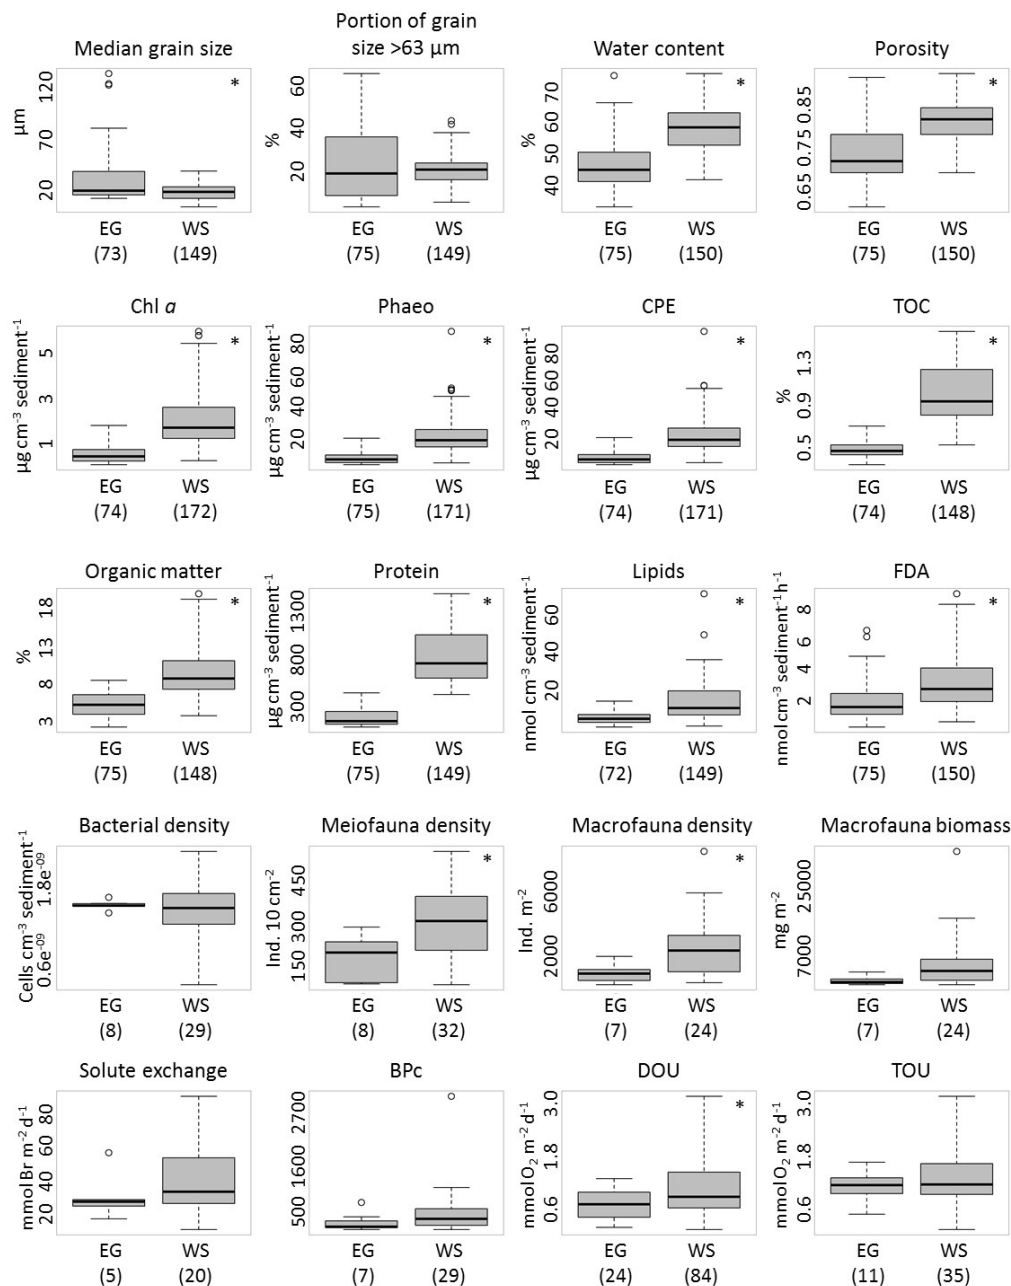 Portion of grain
Median grain size
size >63 µm
Water content
Porosity
µm
20 70 120
*
EG WS
(73) (149)
%
20 40 60
EG WS
(75) (149)
%
40 50 60 70
*
EG WS
(75) (150)
0.65 0.75 0.85
*
EG WS
(75) (150)
Chl a
Phaeo
CPE
TOC
µg cm⁻³ sediment⁻¹
1 3 5
*
EG WS
(74) (172)
µg cm⁻³ sediment⁻¹
20 40 60 80
*
EG WS
(75) (171)
µg cm⁻³ sediment⁻¹
20 40 60 80
*
EG WS
(74) (171)
%
0.5 0.9 1.3
*
EG WS
(74) (148)
Organic matter
Protein
Lipids
FDA
%
3 8 13 18
*
EG WS
(75) (148)
µg cm⁻³ sediment⁻¹
300 800 1300
*
EG WS
(75) (149)
nmol cm⁻³ sediment⁻¹
20 40 60
*
EG WS
(72) (149)
nmol cm⁻³ sediment⁻¹h⁻¹
2 4 6 8
*
EG WS
(75) (150)
Bacterial density
Meiofauna density
Macrofauna density
Macrofauna biomass
Cells cm⁻³ sediment⁻¹
0.6e⁻⁰⁹ 1.8e⁻⁰⁹
EG WS
(8) (29)
Ind. 10 cm⁻²
150 300 450
*
EG WS
(8) (32)
Ind. m⁻²
2000 6000
*
EG WS
(7) (24)
mg m⁻²
7000 25000
EG WS
(7) (24)
Solute exchange
BPc
DOU
TOU
mmol Br m⁻² d⁻¹
20 40 60 80
EG WS
(5) (20)
500 1600 2700
EG WS
(7) (29)
mmol O₂ m⁻² d⁻¹
0.6 1.8 3.0
*
EG WS
(24) (84)
mmol O₂ m⁻² d⁻¹
0.6 1.8 3.0
EG WS
(11) (35)